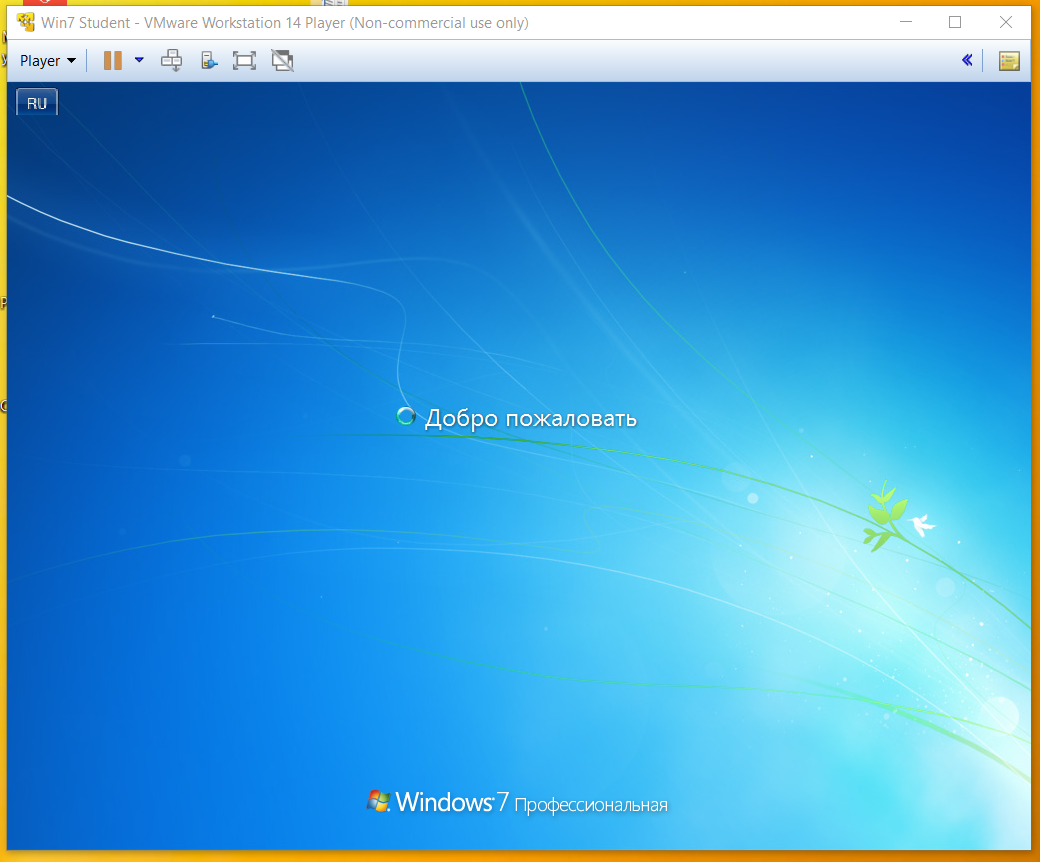 Win7 Student - VMware Workstation 14 Player (Non-commercial use only)
Player
RU
Добро пожаловать
Windows 7 Профессиональная